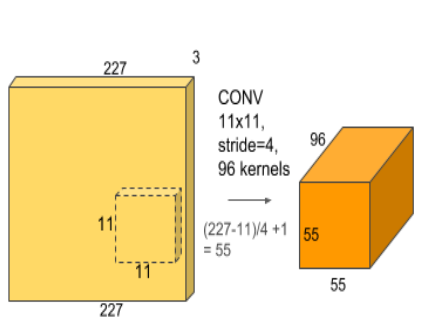 227
3
CONV
11x11,
stride=4,
96 kernels
96
11
(227-11)/4 +1
= 55
55
11
55
227